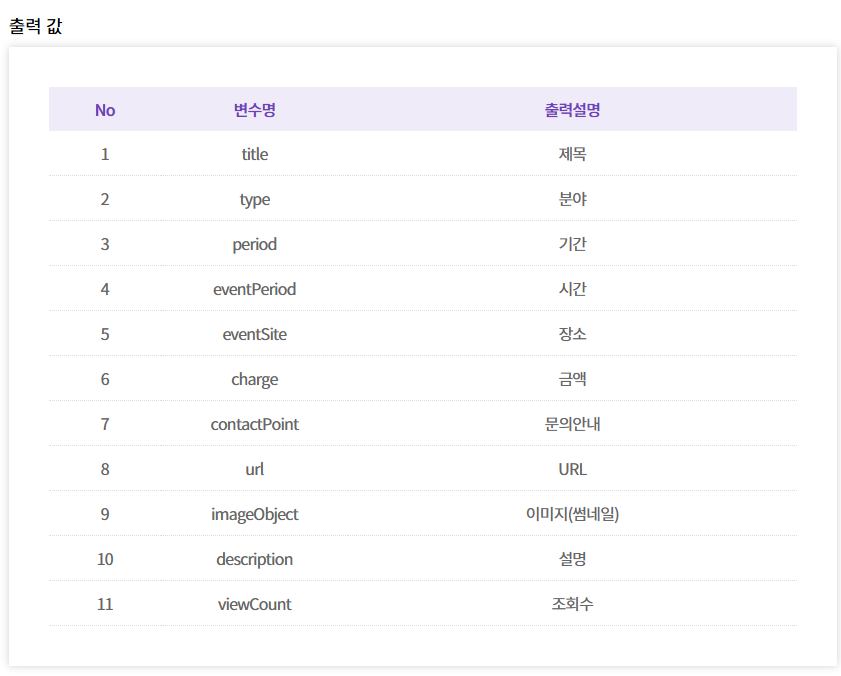 출력 값
No 변수명 출력설명
1 title 제목
2 type 분야
3 period 기간
4 eventPeriod 시간
5 eventSite 장소
6 charge 금액
7 contactPoint 문의안내
8 url URL
9 imageObject 이미지(썸네일)
10 description 설명
11 viewCount 조회수